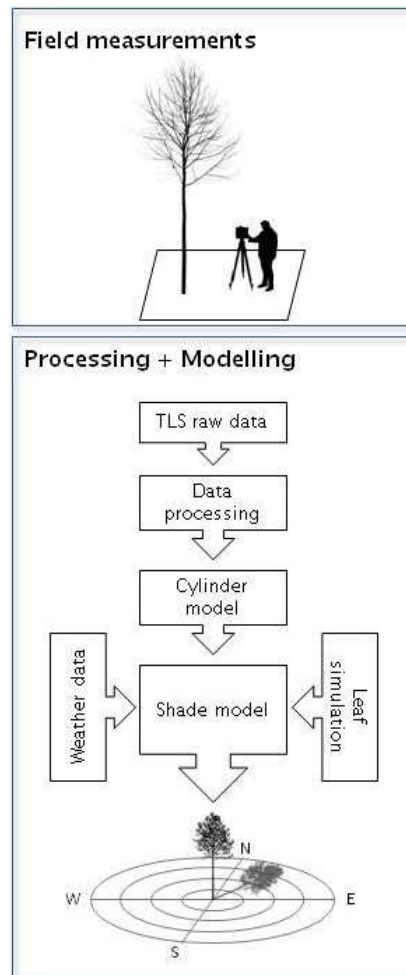 Field measurements
Processing + Modelling
TLS raw data
Data
processing
Cylinder
model
Weather data
Shade model
Leaf
simulation
N
W
E
S